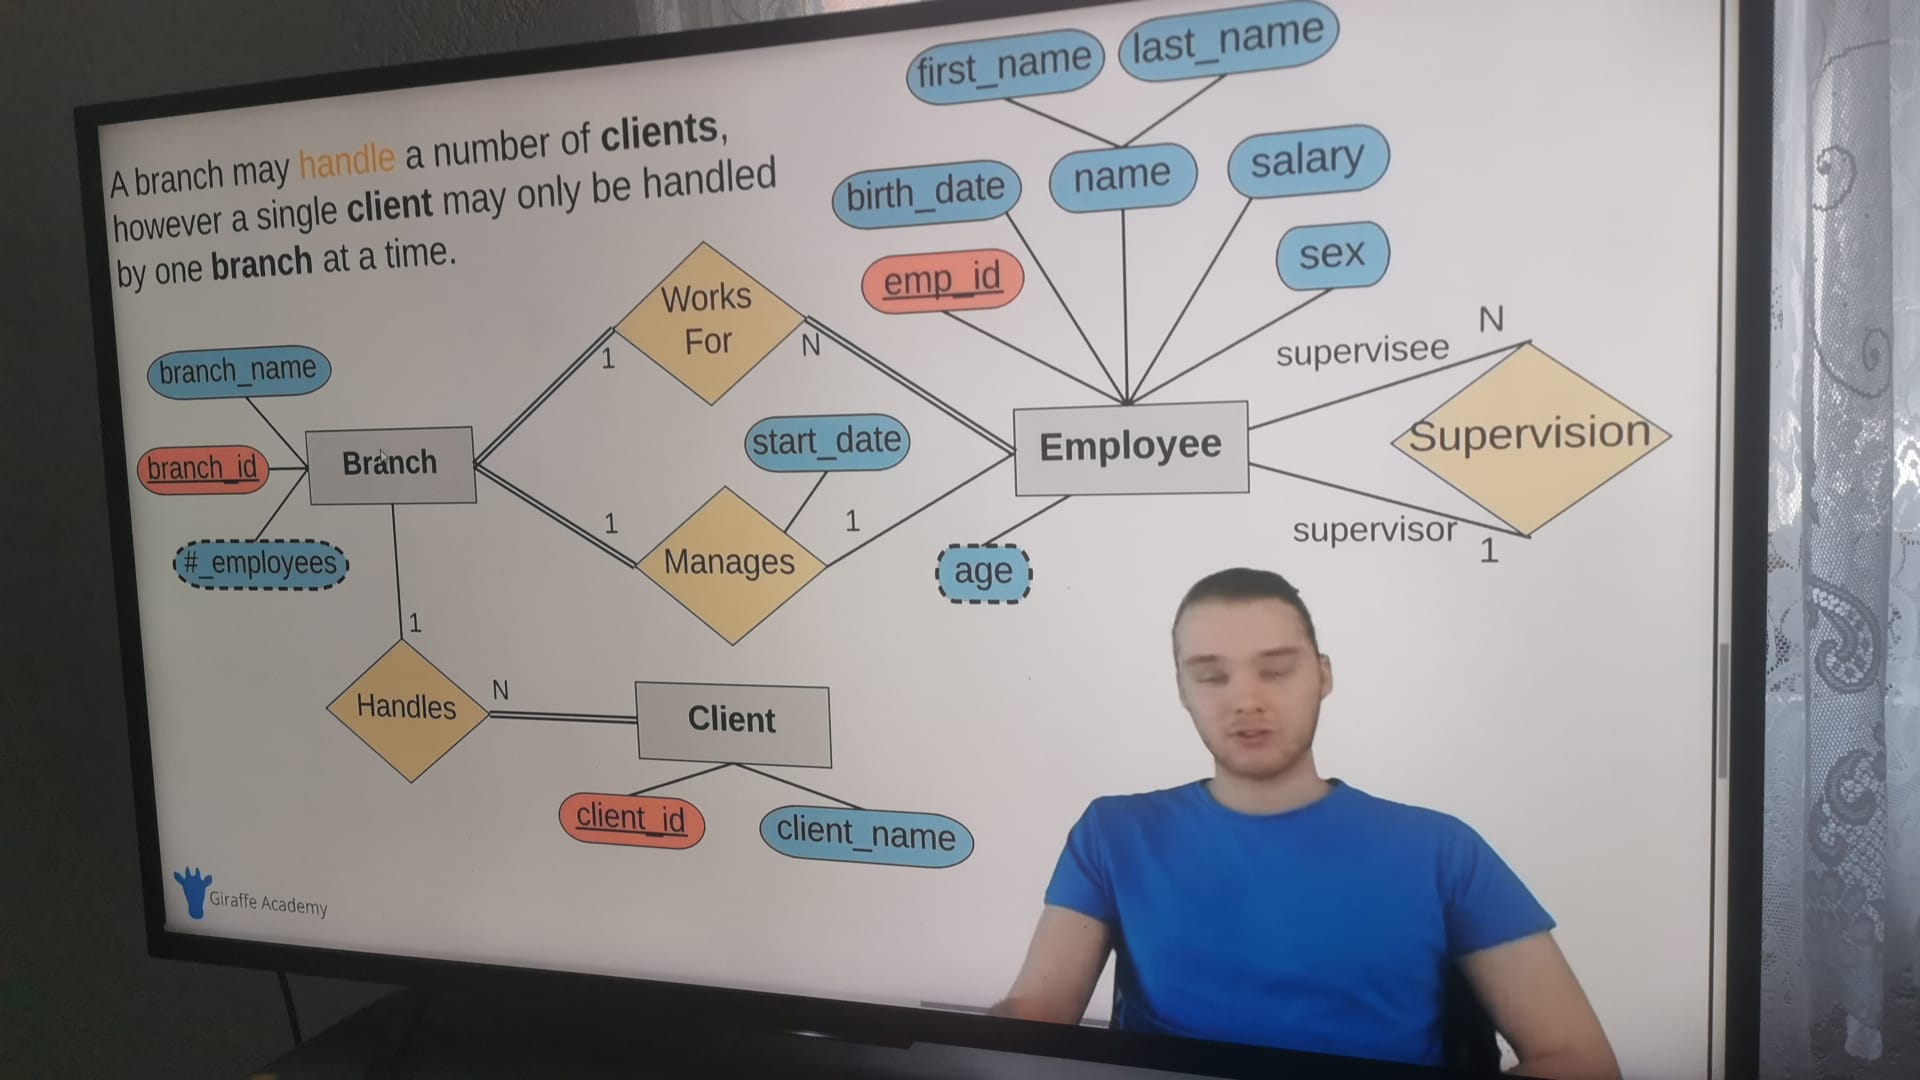 A branch may handle a number of clients,
however a single client may only be handled
by one branch at a time.
first_name
last_name
birth_date
name
salary
emp_id
sex
Works
For
1
N
supervisee
N
branch_name
branch_id
Branch
#_employees
start_date
Employee
Supervision
1
Manages
1
age
supervisor
1
1
Handles
N
Client
client_id
client_name
Giraffe Academy